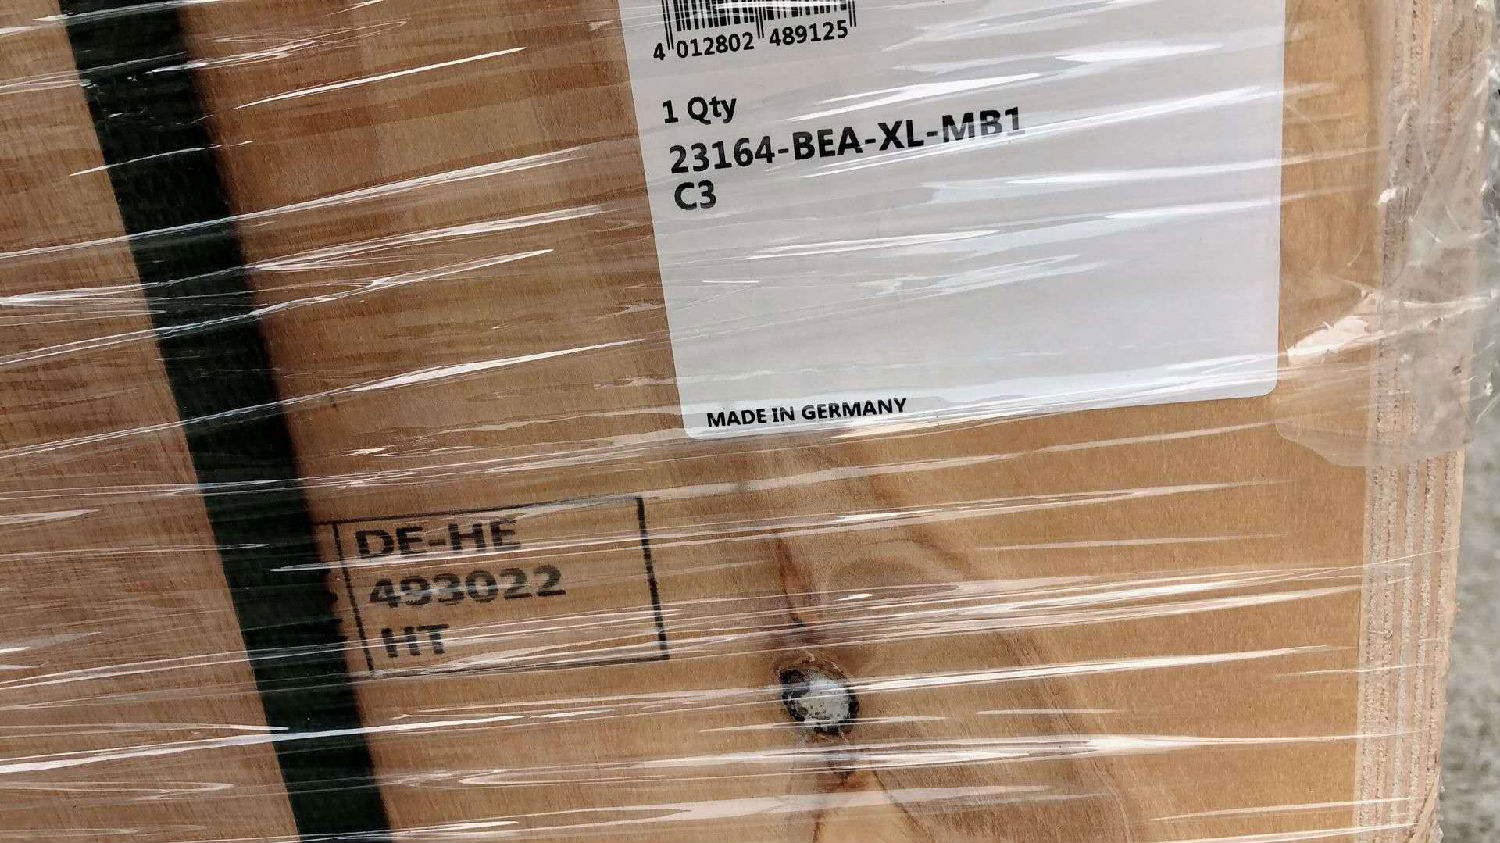 4 012802 489125
1 Qty
23164-BEA-XL-MB1
C3
MADE IN GERMANY
DE-HE
493022
HT